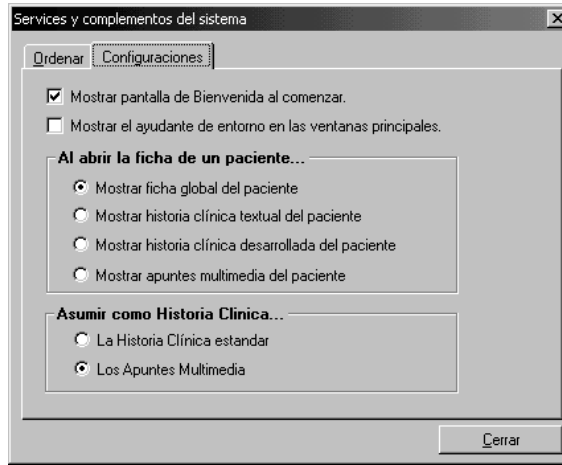 Services y complementos del sistema
Ordenar Configuraciones
Mostrar pantalla de Bienvenida al comenzar.
Mostrar el ayudante de entorno en las ventanas principales.
Al abrir la ficha de un paciente...
Mostrar ficha global del paciente
Mostrar historia clínica textual del paciente
Mostrar historia clínica desarrollada del paciente
Mostrar apuntes multimedia del paciente
Asumir como Historia Clinica...
La Historia Clínica estandar
Los Apuntes Multimedia
Cerrar